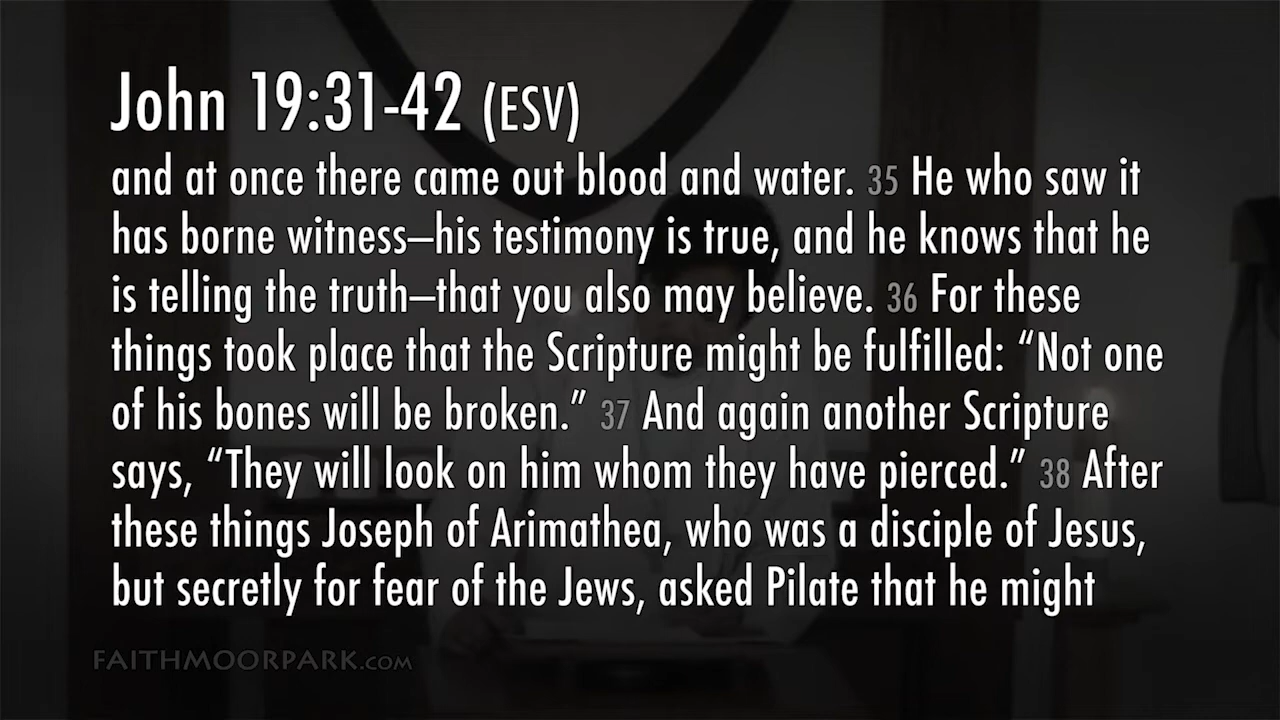 John 19:31-42 (ESV)
and at once there came out blood and water. 35 He who saw it
has borne witness–his testimony is true, and he knows that he
is telling the truth–that you also may believe. 36 For these
things took place that the Scripture might be fulfilled: “Not one
of his bones will be broken.” 37 And again another Scripture
says, “They will look on him whom they have pierced.” 38 After
these things Joseph of Arimathea, who was a disciple of Jesus,
but secretly for fear of the Jews, asked Pilate that he might
FAITHMOORPARK.COM